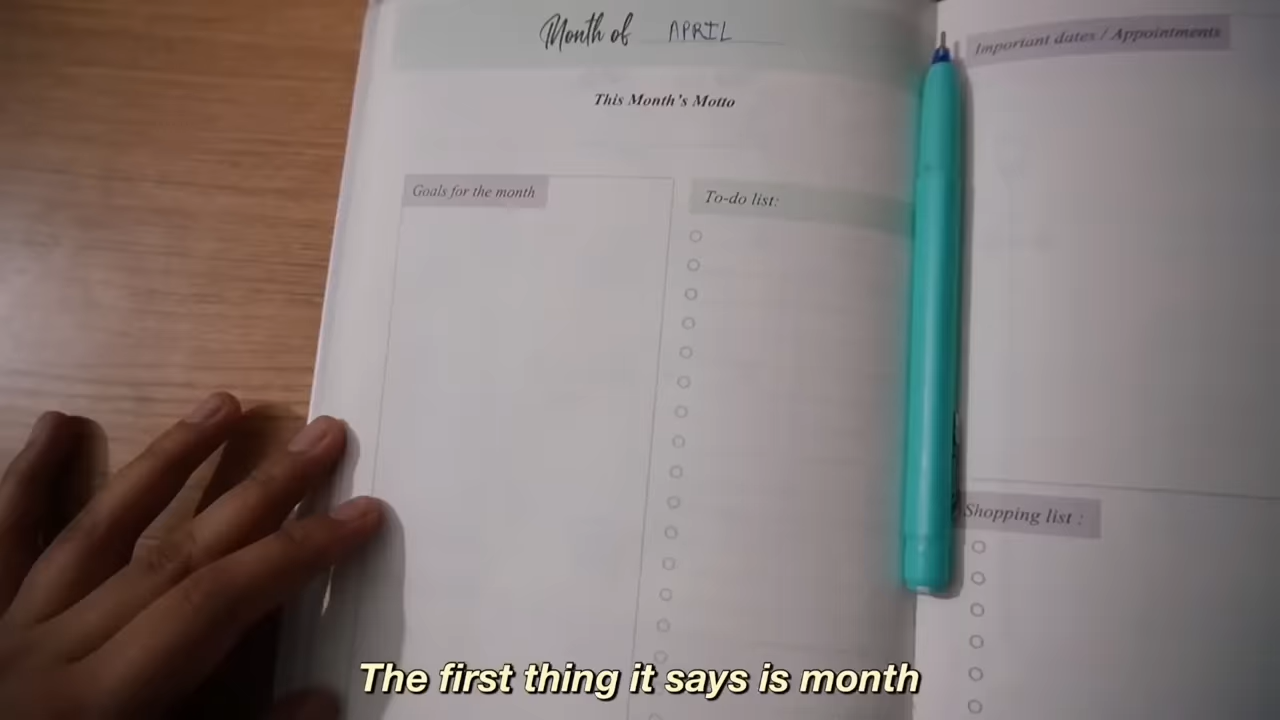 Month of APRIL
This Month's Motto
Goals for the month
To-do list:
Important dates / Appointments
Shopping list :
The first thing it says is month